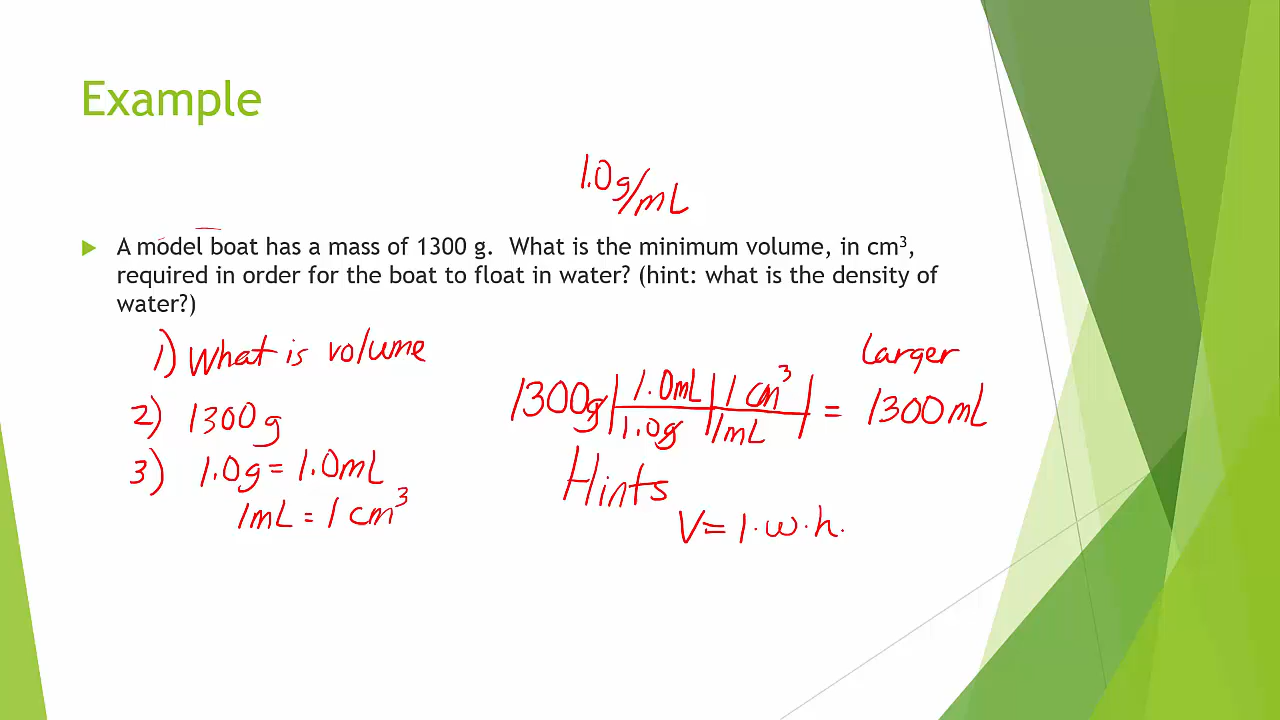 Example
1.0g/mL
A model boat has a mass of 1300 g. What is the minimum volume, in cm³,
required in order for the boat to float in water? (hint: what is the density of
water?)
1) What is volume
2) 1300g
3) 1.0g = 1.0mL
1mL = 1 cm³
Larger
1300g | 1.0mL | 1 cm³ | = 1300mL
1.0g | 1mL
Hints
V = l·w·h.